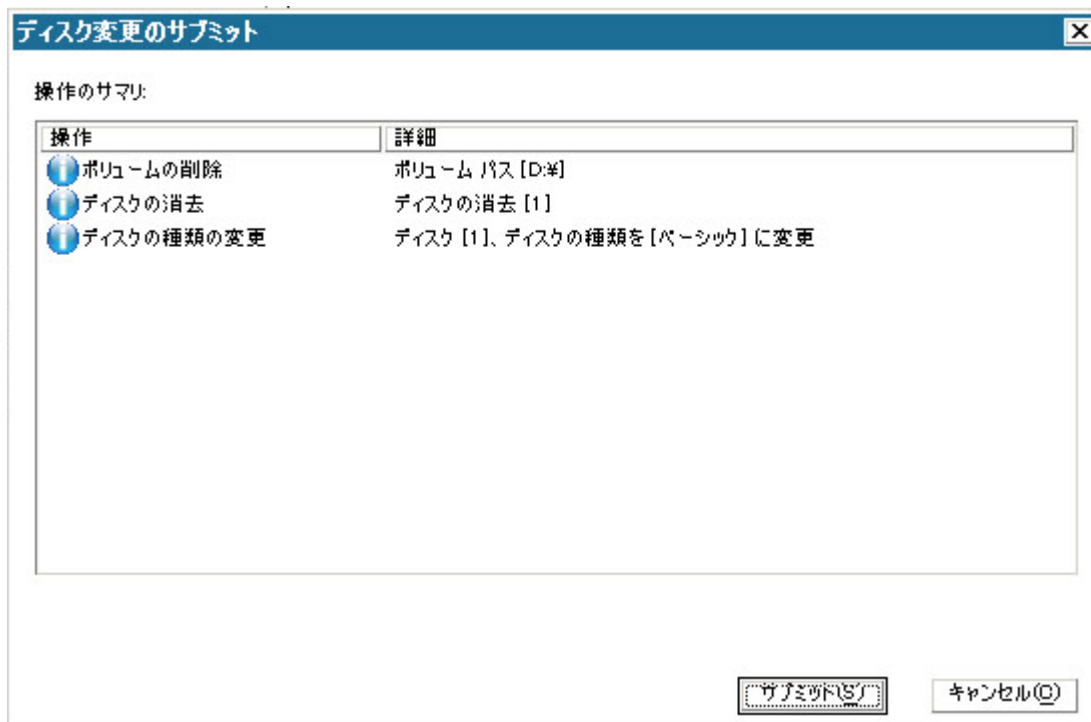 ディスク変更のサブミット
操作のサマリ:
操作 詳細
ボリュームの削除 ボリューム パス [D:¥]
ディスクの消去 ディスクの消去 [1]
ディスクの種類の変更 ディスク [1]、ディスクの種類を [ベーシック] に変更
サブミット(S) キャンセル(C)